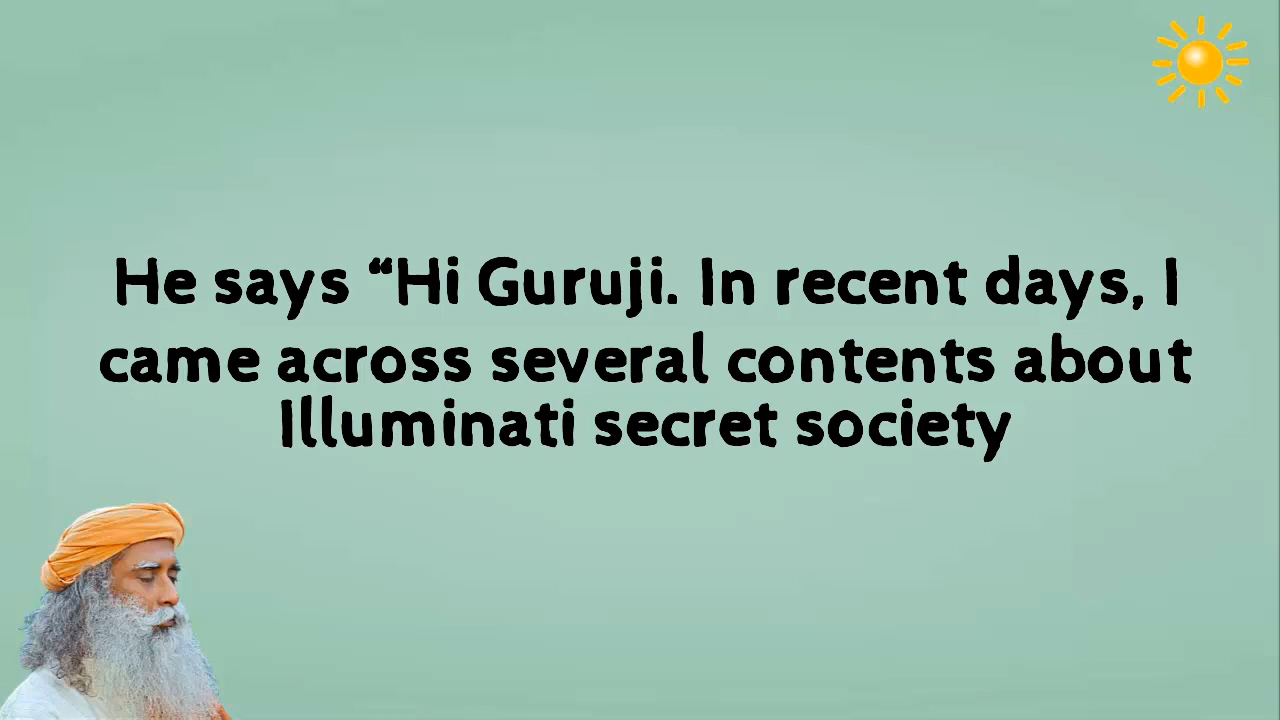 He says “Hi Guruji. In recent days, I
came across several contents about
Illuminati secret society